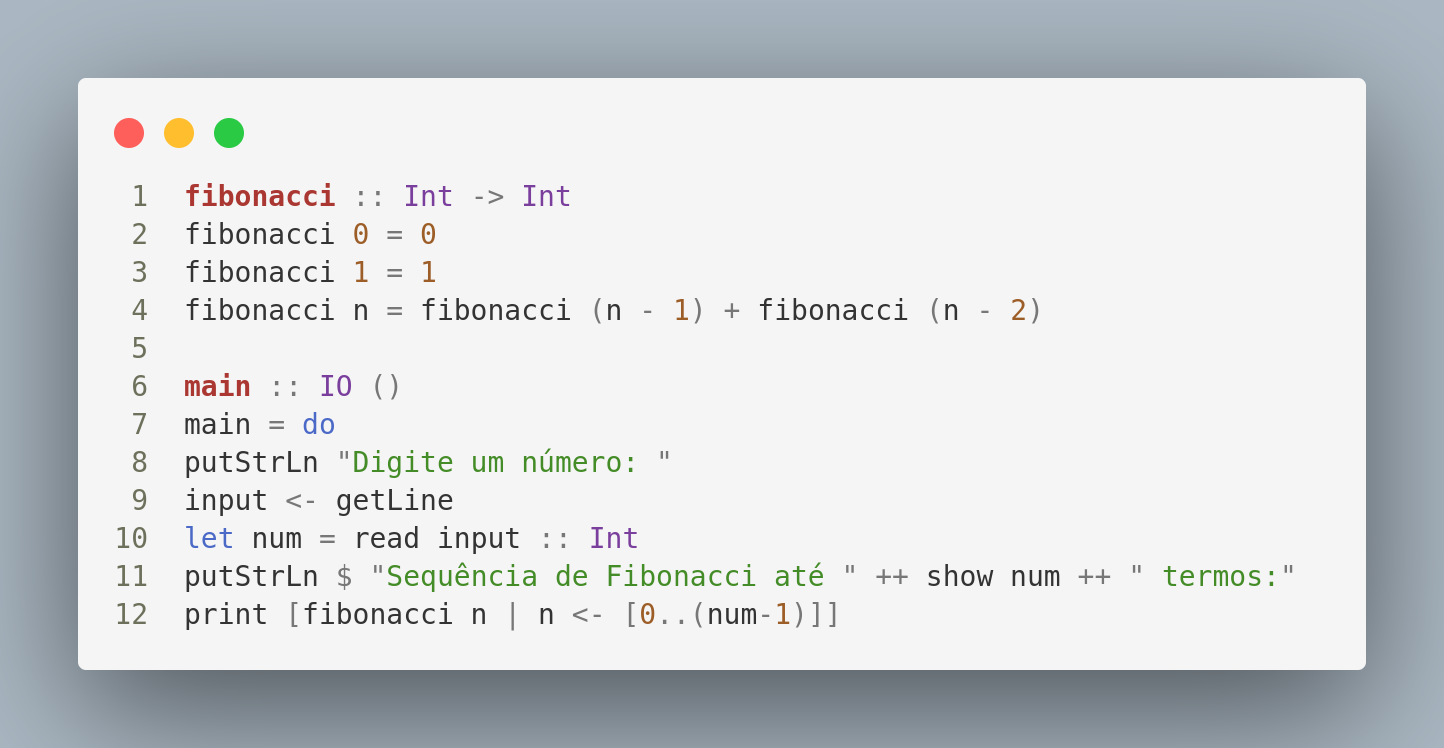 1 fibonacci :: Int -> Int
2 fibonacci 0 = 0
3 fibonacci 1 = 1
4 fibonacci n = fibonacci (n - 1) + fibonacci (n - 2)
5
6 main :: IO ()
7 main = do
8 putStrLn "Digite um número: "
9 input <- getLine
10 let num = read input :: Int
11 putStrLn $ "Sequência de Fibonacci até " ++ show num ++ " termos:"
12 print [fibonacci n | n <- [0..(num-1)]]